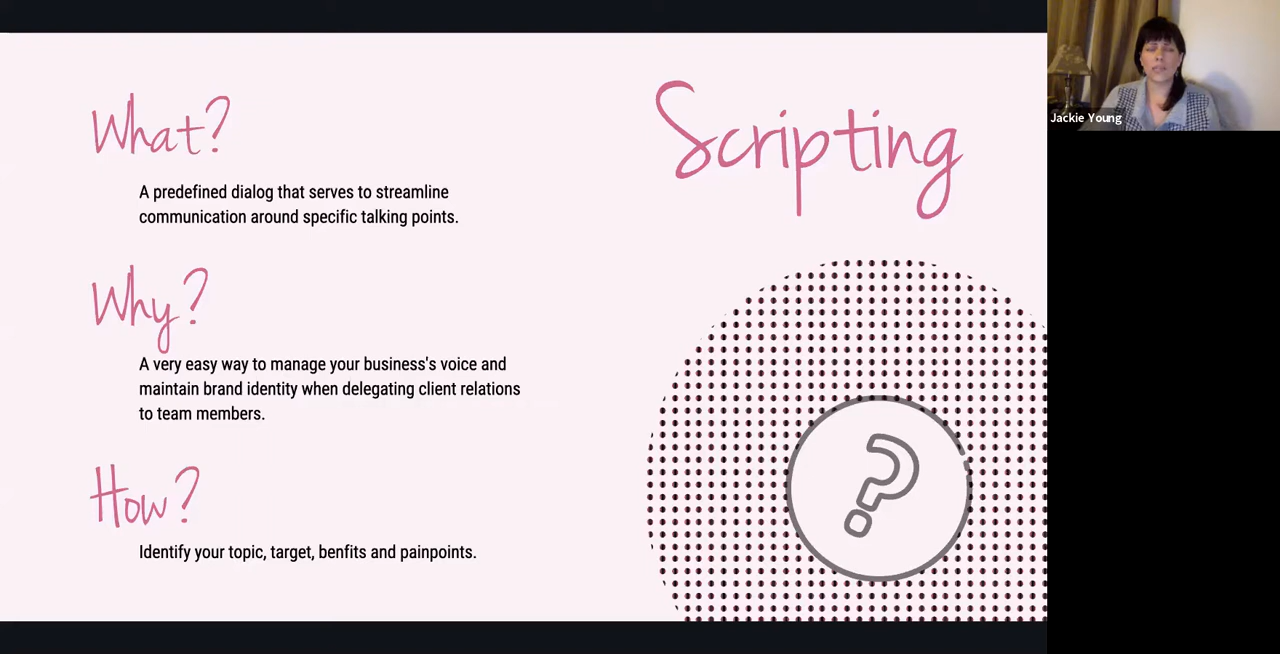 What?
A predefined dialog that serves to streamline
communication around specific talking points.
Why?
A very easy way to manage your business's voice and
maintain brand identity when delegating client relations
to team members.
How?
Identify your topic, target, benfits and painpoints.
Scripting
?
Jackie Young